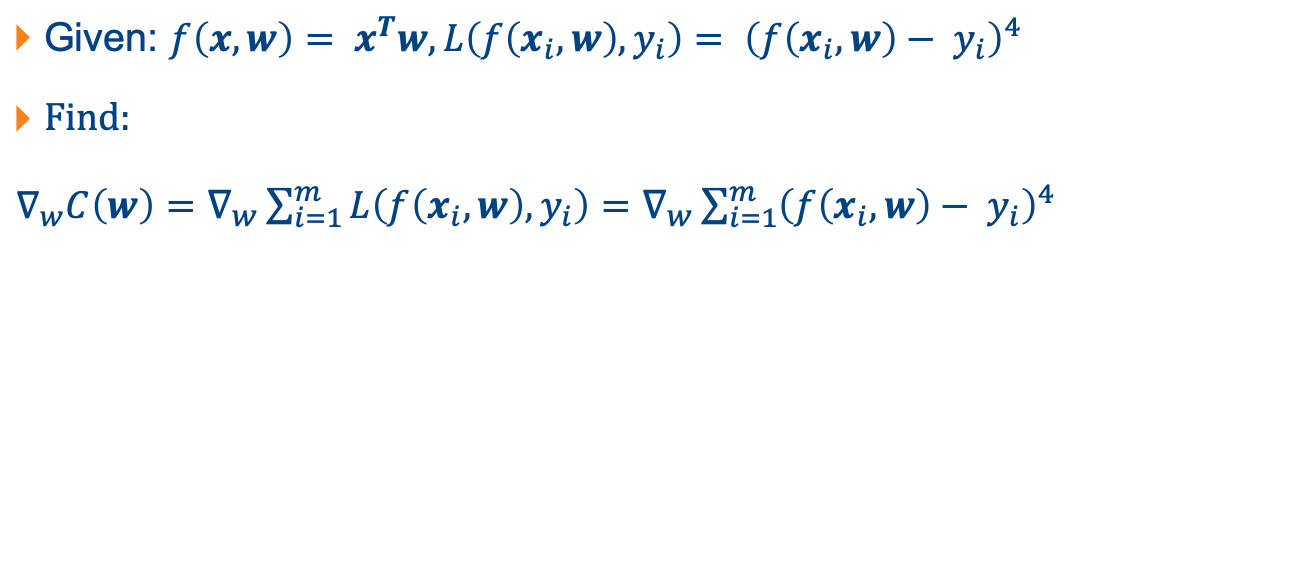 Given: f(x, w) = xᵀw, L(f(xᵢ, w), yᵢ) = (f(xᵢ, w) − yᵢ)⁴
Find:
∇_w C(w) = ∇_w ∑ᵢ₌₁ᵐ L(f(xᵢ, w), yᵢ) = ∇_w ∑ᵢ₌₁ᵐ (f(xᵢ, w) − yᵢ)⁴